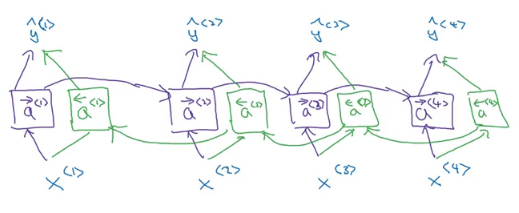 ŷ<1> ŷ<2> ŷ<3> ŷ<4>
a→<1> a←<1> a→<2> a←<2> a→<3> a←<3> a→<4> a←<4>
x<1> x<2> x<3> x<4>